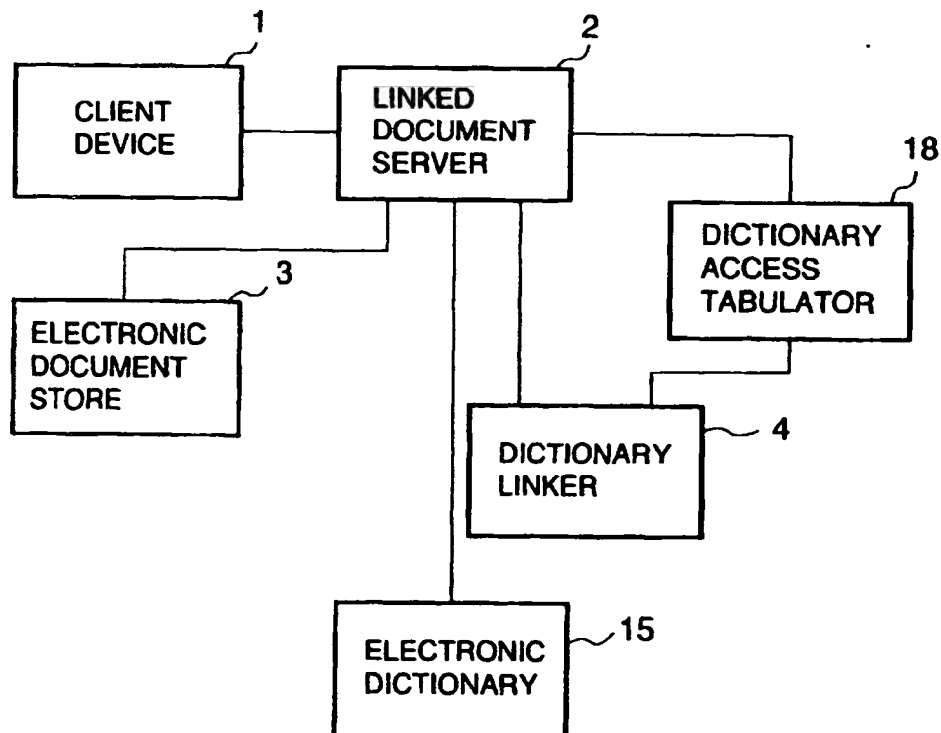 1
CLIENT
DEVICE
2
LINKED
DOCUMENT
SERVER
18
DICTIONARY
ACCESS
TABULATOR
3
ELECTRONIC
DOCUMENT
STORE
4
DICTIONARY
LINKER
15
ELECTRONIC
DICTIONARY